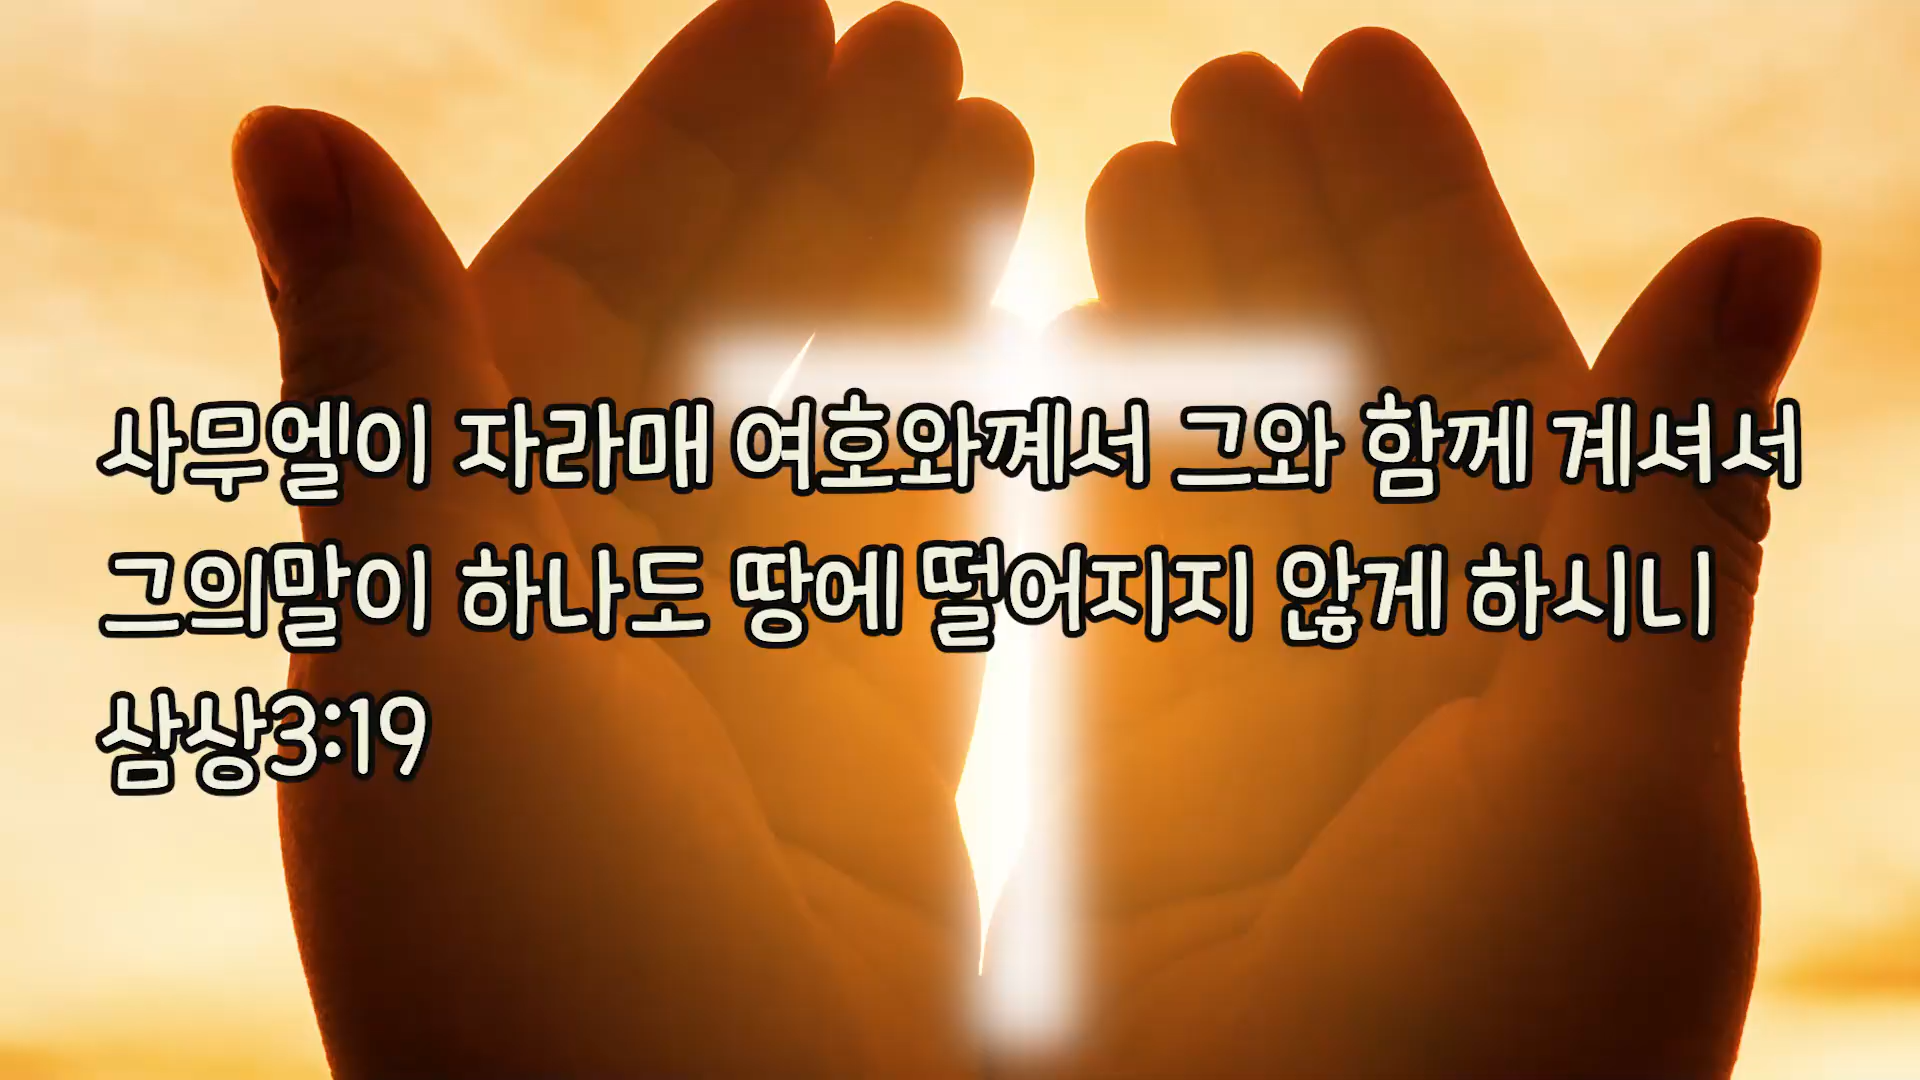 사무엘이 자라매 여호와꼐서 그와 함께 계셔서
그의말이 하나도 땅에 떨어지지 않게 하시니
삼상3:19